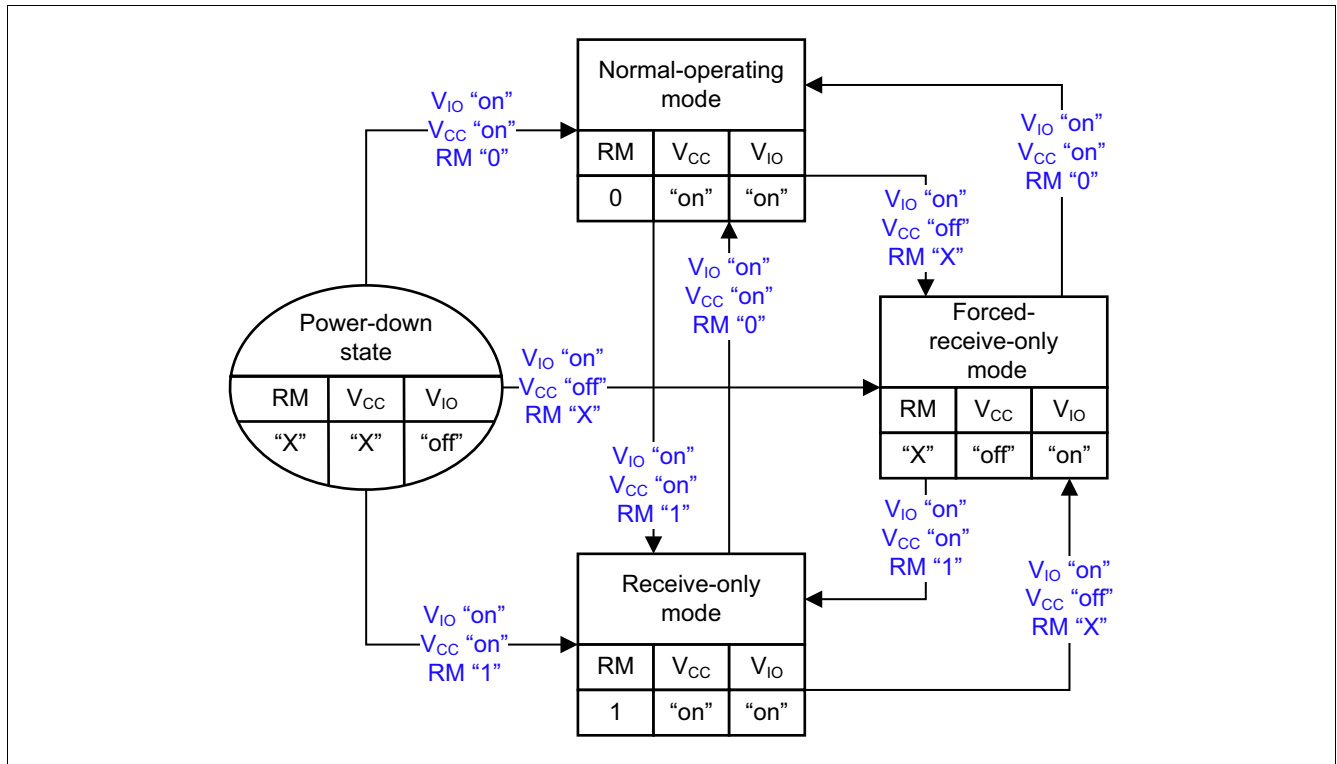 Normal-operating
mode
RM VCC VIO
0 “on” “on”
VIO “on”
VCC “on”
RM “0”
VIO “on”
VCC “on”
RM “0”
VIO “on”
VCC “off”
RM “X”
VIO “on”
VCC “on”
RM “0”
Power-down
state
RM VCC VIO
“X” “X” “off”
VIO “on”
VCC “off”
RM “X”
Forced-
receive-only
mode
RM VCC VIO
“X” “off” “on”
VIO “on”
VCC “on”
RM “1”
VIO “on”
VCC “on”
RM “1”
VIO “on”
VCC “off”
RM “X”
VIO “on”
VCC “on”
RM “1”
Receive-only
mode
RM VCC VIO
1 “on” “on”